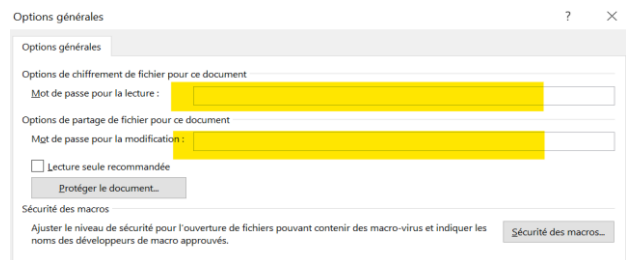 Options générales ? ×
Options générales
Options de chiffrement de fichier pour ce document
Mot de passe pour la lecture :
Options de partage de fichier pour ce document
Mot de passe pour la modification :
Lecture seule recommandée
Protéger le document...
Sécurité des macros
Ajuster le niveau de sécurité pour l'ouverture de fichiers pouvant contenir des macro-virus et indiquer les
noms des développeurs de macro approuvés.
Sécurité des macros...